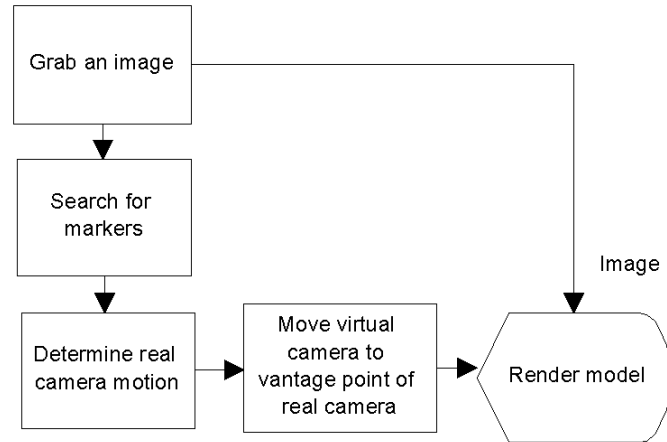 Grab an image
Search for
markers
Determine real
camera motion
Move virtual
camera to
vantage point of
real camera
Image
Render model